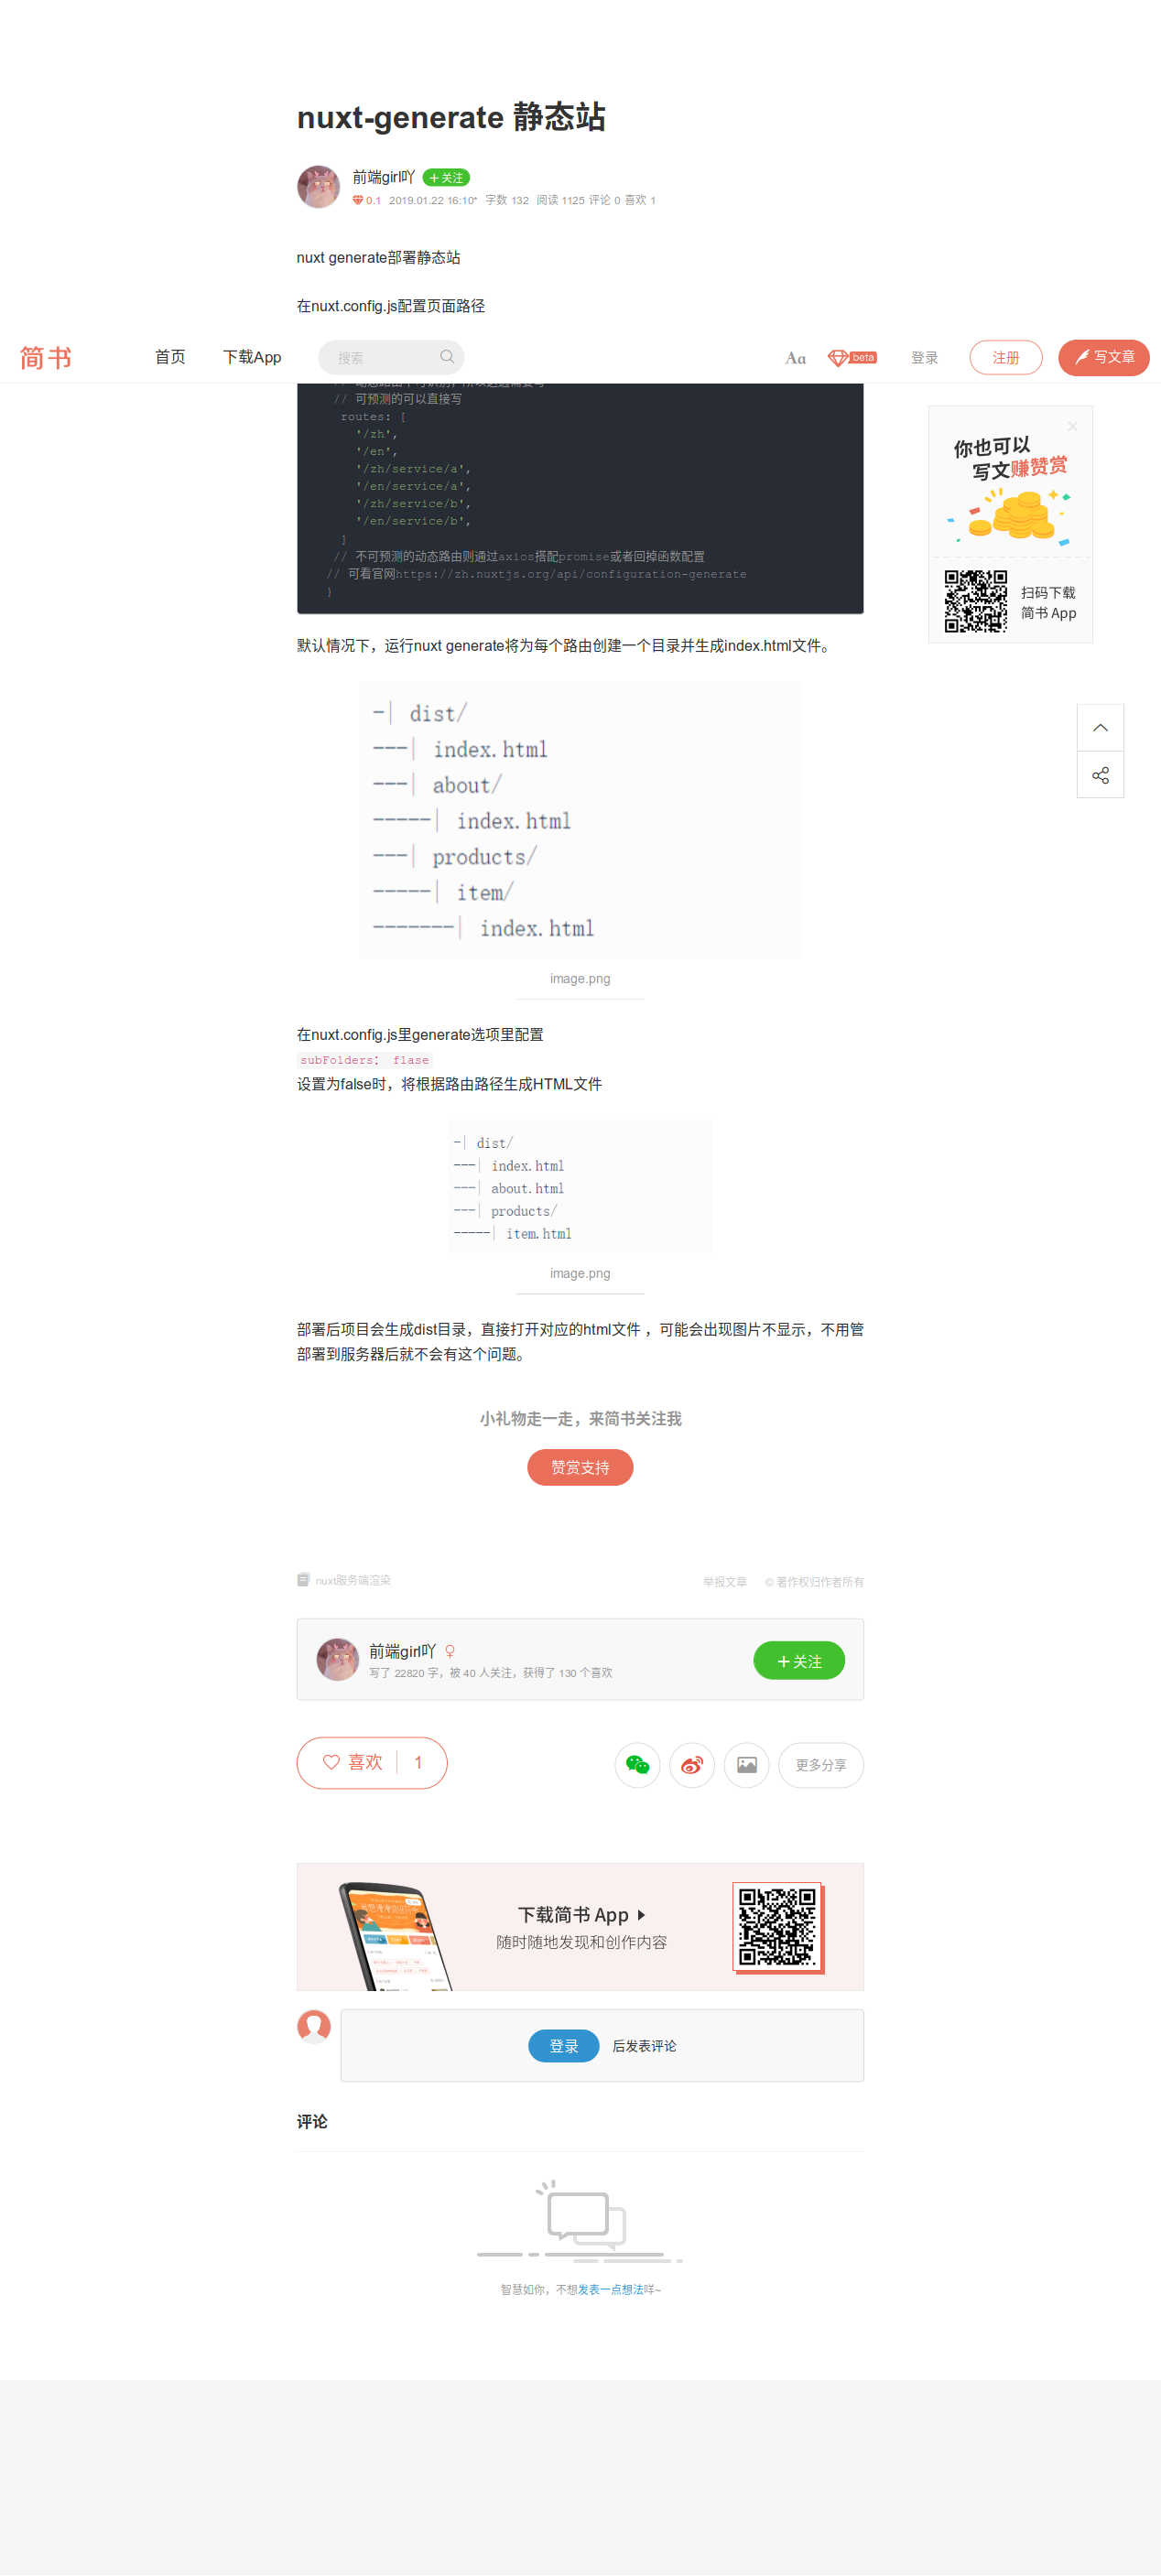 nuxt-generate 静态站
前端girl吖 +关注
0.1 2019.01.22 16:10* 字数 132 阅读 1125 评论 0 喜欢 1
nuxt generate部署静态站
在nuxt.config.js配置页面路径
简书 首页 下载App 搜索 Aa beta 登录 注册 写文章
// 可预测的可以直接写
routes: [
'/zh',
'/en',
'/zh/service/a',
'/en/service/a',
'/zh/service/b',
'/en/service/b',
]
// 不可预测的动态路由则通过axios搭配promise或者回掉函数配置
// 可看官网https://zh.nuxtjs.org/api/configuration-generate
}
你也可以
写文赚赞赏
扫码下载
简书 App
默认情况下，运行nuxt generate将为每个路由创建一个目录并生成index.html文件。
-| dist/
---| index.html
---| about/
-----| index.html
---| products/
-----| item/
-------| index.html
image.png
在nuxt.config.js里generate选项里配置
subFolders: flase
设置为false时，将根据路由路径生成HTML文件
-| dist/
---| index.html
---| about.html
---| products/
-----| item.html
image.png
部署后项目会生成dist目录，直接打开对应的html文件 ，可能会出现图片不显示，不用管
部署到服务器后就不会有这个问题。
小礼物走一走，来简书关注我
赞赏支持
nuxt服务端渲染 举报文章 © 著作权归作者所有
前端girl吖 ♀
写了 22820 字，被 40 人关注，获得了 130 个喜欢
+关注
喜欢 1 更多分享
下载简书 App
随时随地发现和创作内容
登录 后发表评论
评论
智慧如你，不想发表一点想法咩~